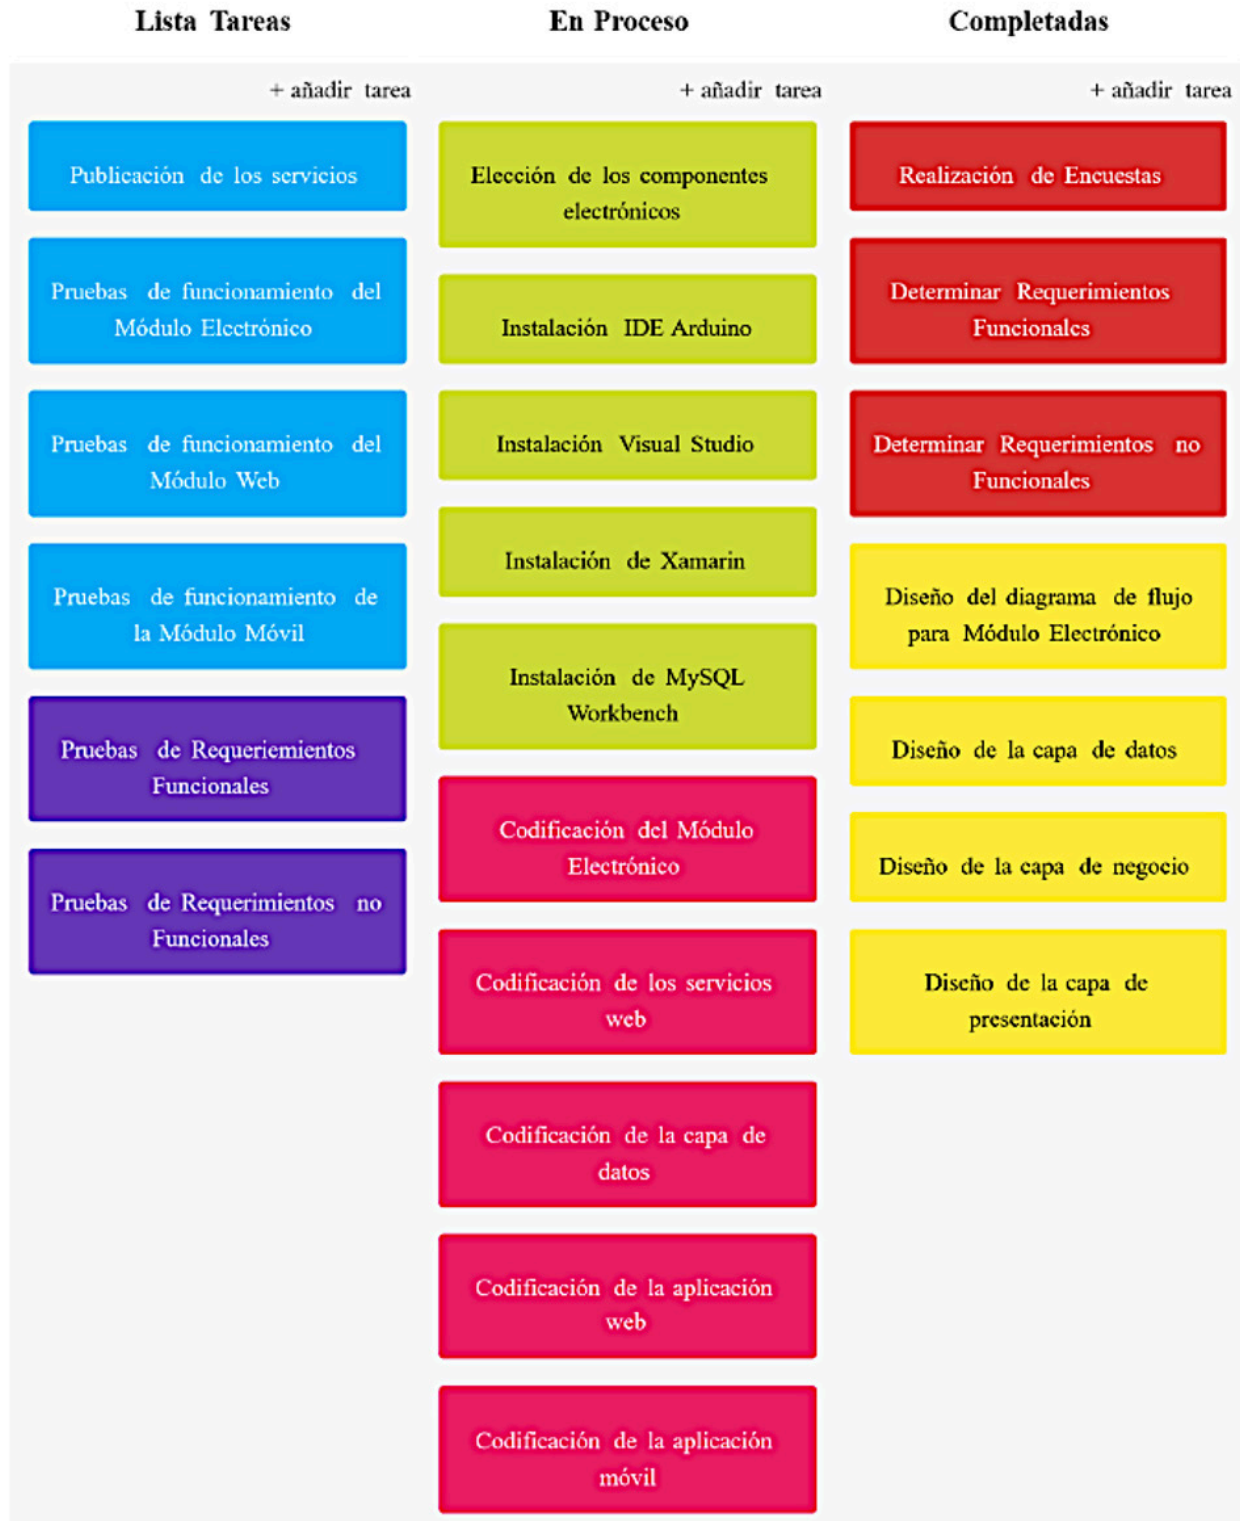 Lista Tareas
+ añadir tarea
Publicación de los servicios
Pruebas de funcionamiento del
Módulo Electrónico
Pruebas de funcionamiento del
Módulo Web
Pruebas de funcionamiento de
la Módulo Móvil
Pruebas de Requeriemientos
Funcionales
Pruebas de Requerimientos no
Funcionales
En Proceso
+ añadir tarea
Elección de los componentes
electrónicos
Instalación IDE Arduino
Instalación Visual Studio
Instalación de Xamarin
Instalación de MySQL
Workbench
Codificación del Módulo
Electrónico
Codificación de los servicios
web
Codificación de la capa de
datos
Codificación de la aplicación
web
Codificación de la aplicación
móvil
Completadas
+ añadir tarea
Realización de Encuestas
Determinar Requerimientos
Funcionales
Determinar Requerimientos no
Funcionales
Diseño del diagrama de flujo
para Módulo Electrónico
Diseño de la capa de datos
Diseño de la capa de negocio
Diseño de la capa de
presentación